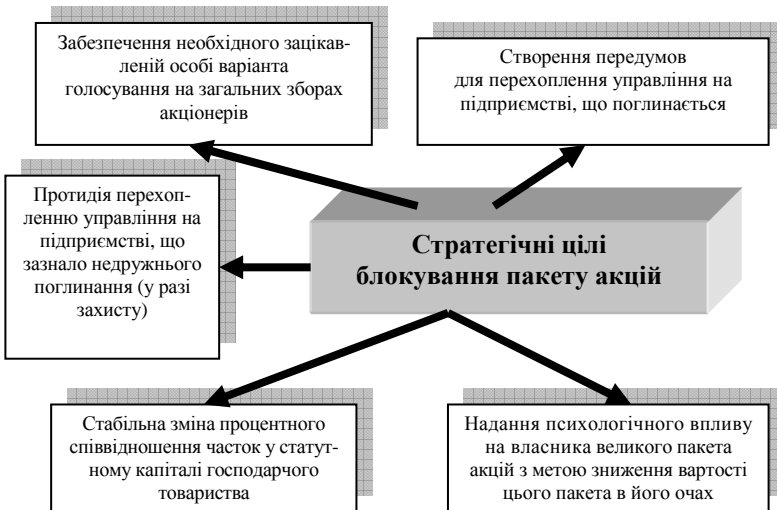 Забезпечення необхідного зацікав-
леній особі варіанта
голосування на загальних зборах
акціонерів
Створення передумов
для перехоплення управління на
підприємстві, що поглинається
Протидія перехоп-
ленню управління на
підприємстві, що
зазнало недружнього
поглинання (у разі
захисту)
Стратегічні цілі
блокування пакету акцій
Стабільна зміна процентного
співвідношення часток у статут-
ному капіталі господарчого
товариства
Надання психологічного впливу
на власника великого пакета
акцій з метою зниження вартості
цього пакета в його очах